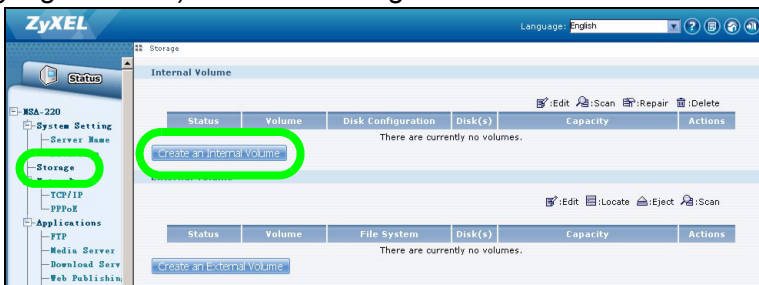 ZyXEL
Language: English
Storage
Status
Internal Volume
:Edit :Scan :Repair :Delete
Status Volume Disk Configuration Disk(s) Capacity Actions
There are currently no volumes.
Create an Internal Volume
:Edit :Locate :Eject :Scan
Status Volume File System Disk(s) Capacity Actions
There are currently no volumes.
Create an External Volume
NSA-220
System Setting
Server Name
Storage
TCP/IP
PPPoE
Applications
FTP
Media Server
Download Serv
Web Publishin